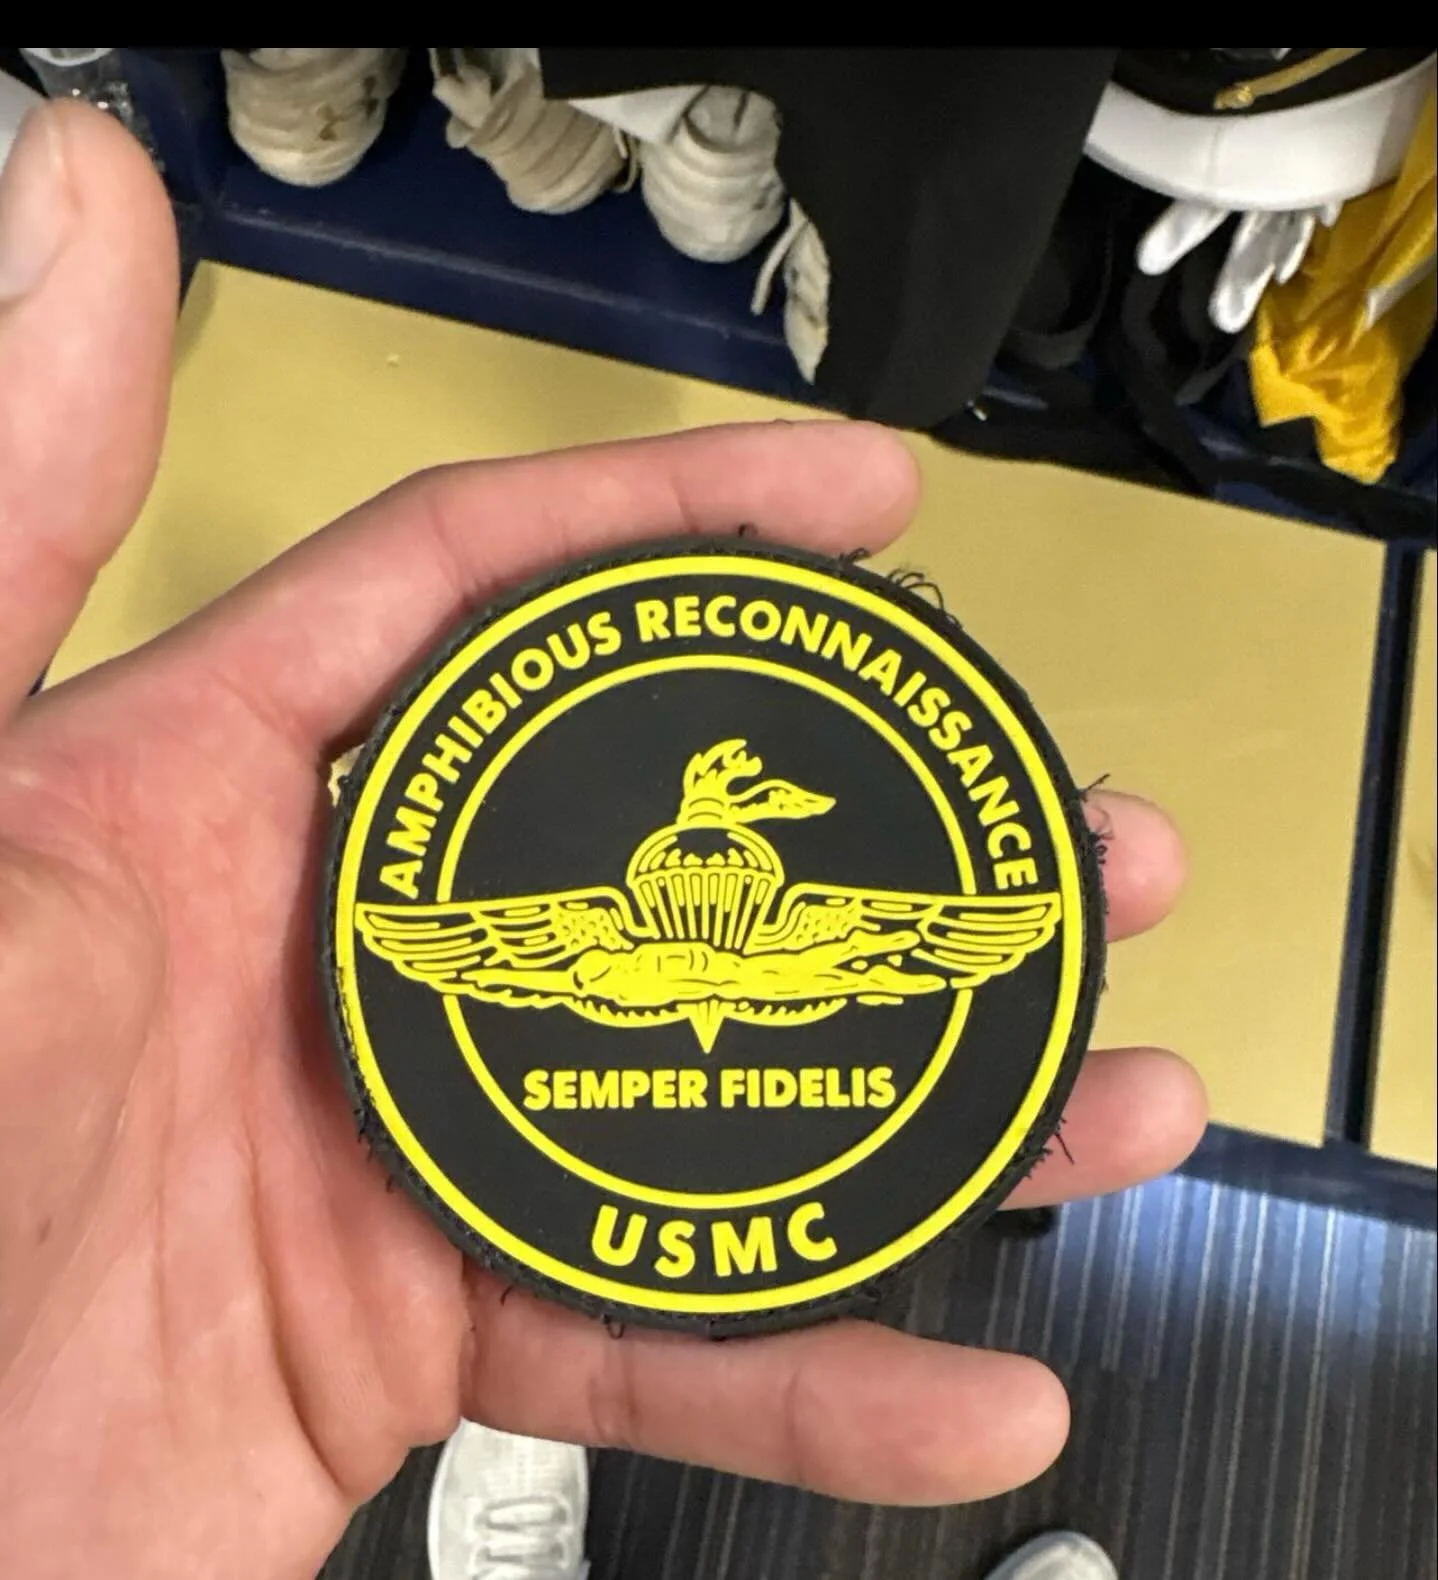 AMPHIBIOUS RECONNAISSANCE
SEMPER FIDELIS
USMC